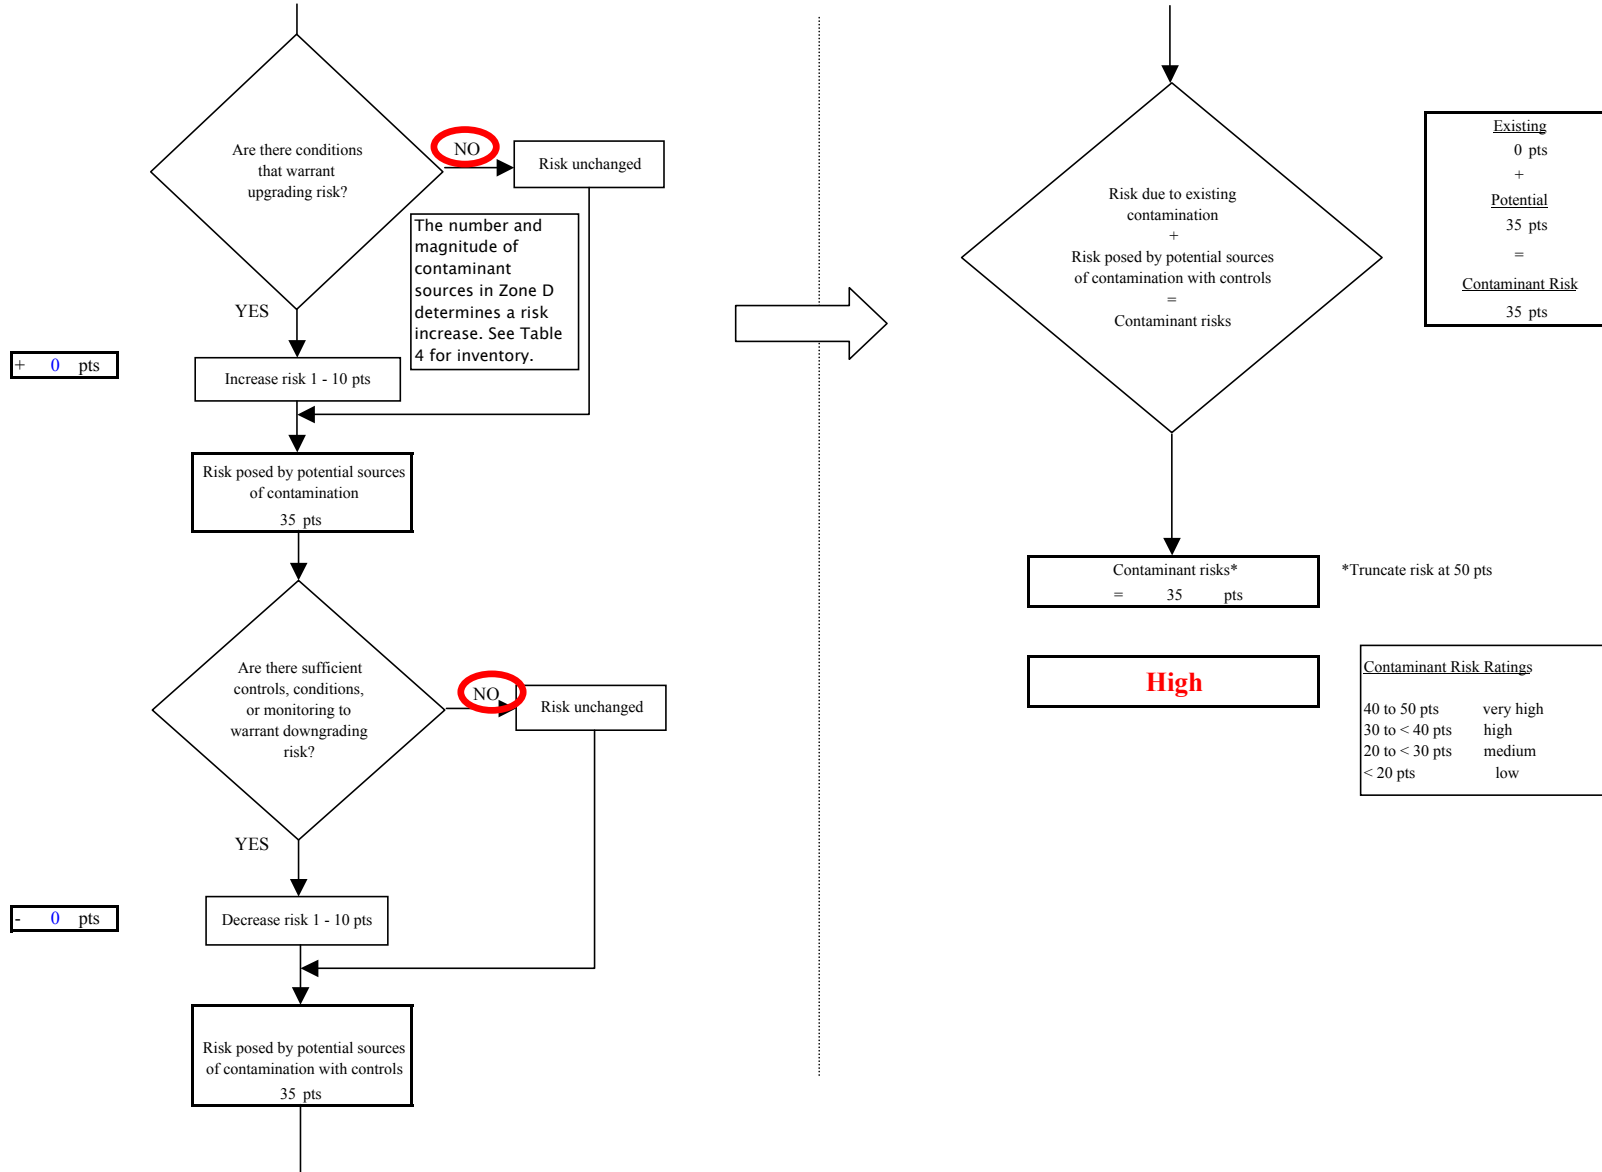 Are there conditions
that warrant
upgrading risk?
NO
Risk unchanged
The number and
magnitude of
contaminant
sources in Zone D
determines a risk
increase. See Table
4 for inventory.
YES
+ 0 pts
Increase risk 1 - 10 pts
Risk posed by potential sources
of contamination
35 pts
Are there sufficient
controls, conditions,
or monitoring to
warrant downgrading
risk?
NO
Risk unchanged
YES
- 0 pts
Decrease risk 1 - 10 pts
Risk posed by potential sources
of contamination with controls
35 pts
Risk due to existing
contamination
+
Risk posed by potential sources
of contamination with controls
=
Contaminant risks
Existing
0 pts
+
Potential
35 pts
=
Contaminant Risk
35 pts
Contaminant risks*
= 35 pts
*Truncate risk at 50 pts
High
Contaminant Risk Ratings
40 to 50 pts very high
30 to < 40 pts high
20 to < 30 pts medium
< 20 pts low